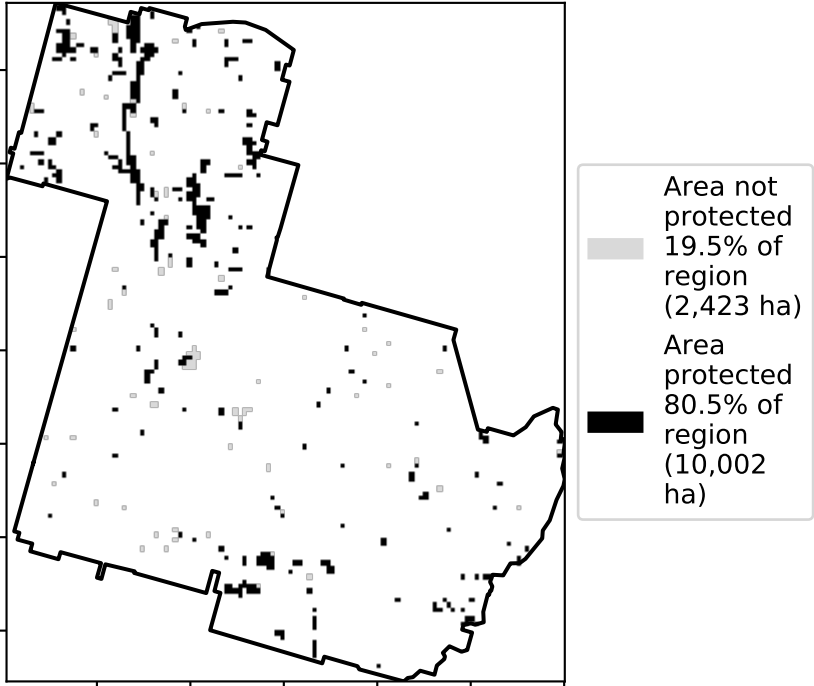 Area not
protected
19.5% of
region
(2,423 ha)
Area
protected
80.5% of
region
(10,002
ha)